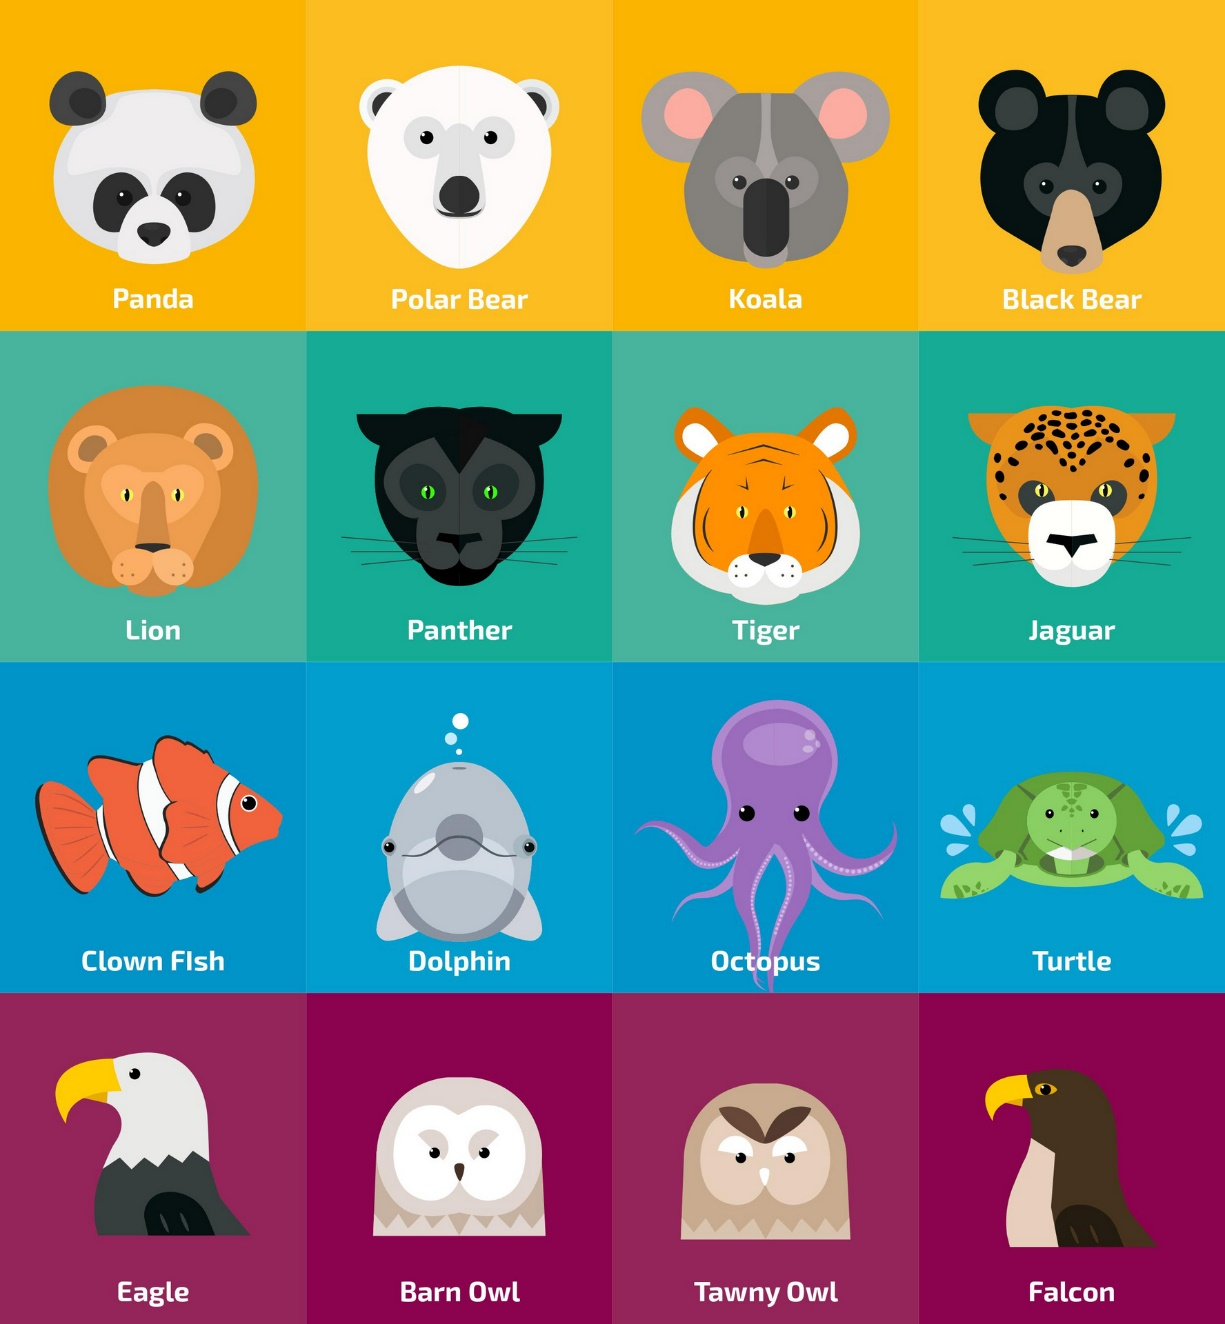 Panda
Polar Bear
Koala
Black Bear
Lion
Panther
Tiger
Jaguar
Clown FIsh
Dolphin
Octopus
Turtle
Eagle
Barn Owl
Tawny Owl
Falcon